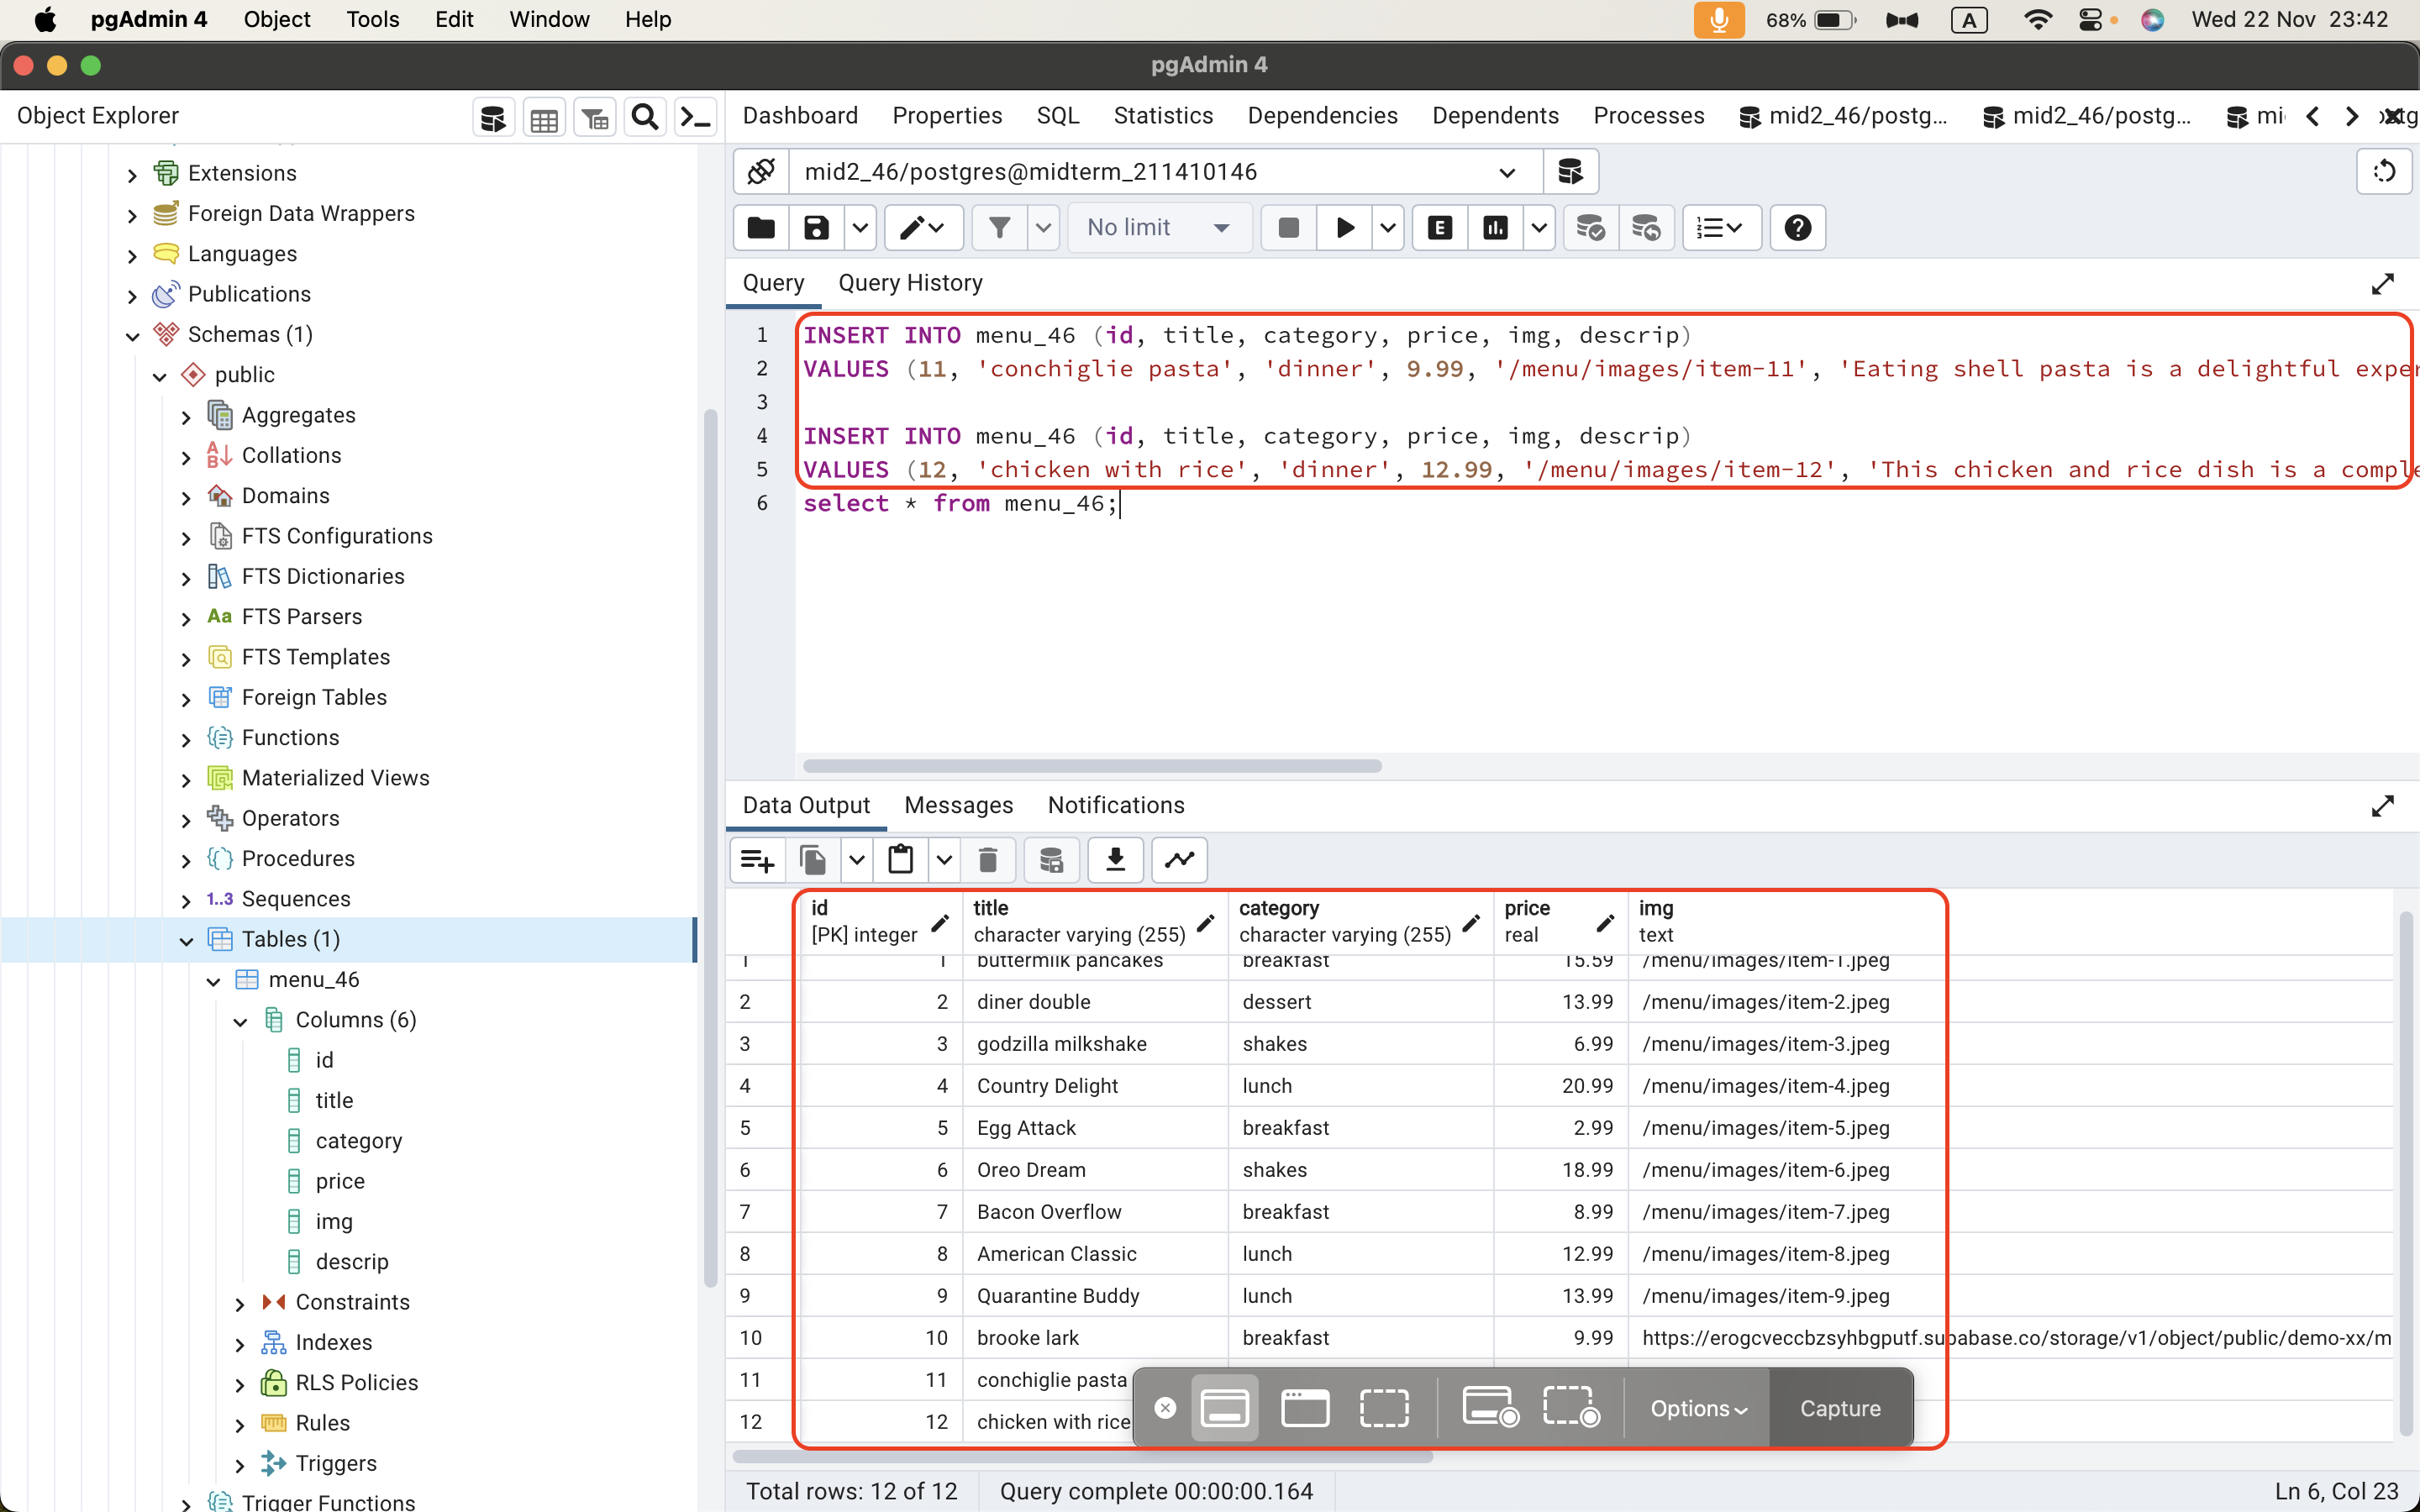 pgAdmin 4 Object Tools Edit Window Help 68% A Wed 22 Nov 23:42
pgAdmin 4
Object Explorer
Dashboard Properties SQL Statistics Dependencies Dependents Processes mid2_46/postg... mid2_46/postg... mi
mid2_46/postgres@midterm_211410146
No limit E
Query Query History
1 INSERT INTO menu_46 (id, title, category, price, img, descrip)
2 VALUES (11, 'conchiglie pasta', 'dinner', 9.99, '/menu/images/item-11', 'Eating shell pasta is a delightful exper
3
4 INSERT INTO menu_46 (id, title, category, price, img, descrip)
5 VALUES (12, 'chicken with rice', 'dinner', 12.99, '/menu/images/item-12', 'This chicken and rice dish is a comple
6 select * from menu_46;
Extensions
Foreign Data Wrappers
Languages
Publications
Schemas (1)
public
Aggregates
Collations
Domains
FTS Configurations
FTS Dictionaries
Aa FTS Parsers
FTS Templates
Foreign Tables
Functions
Materialized Views
Operators
Procedures
1..3 Sequences
Tables (1)
menu_46
Columns (6)
id
title
category
price
img
descrip
Constraints
Indexes
RLS Policies
Rules
Triggers
Trigger Functions
Data Output Messages Notifications
id title category price img
[PK] integer character varying (255) character varying (255) real text
1 1 buttermilk pancakes breakfast 15.59 /menu/images/item-1.jpeg
2 2 diner double dessert 13.99 /menu/images/item-2.jpeg
3 3 godzilla milkshake shakes 6.99 /menu/images/item-3.jpeg
4 4 Country Delight lunch 20.99 /menu/images/item-4.jpeg
5 5 Egg Attack breakfast 2.99 /menu/images/item-5.jpeg
6 6 Oreo Dream shakes 18.99 /menu/images/item-6.jpeg
7 7 Bacon Overflow breakfast 8.99 /menu/images/item-7.jpeg
8 8 American Classic lunch 12.99 /menu/images/item-8.jpeg
9 9 Quarantine Buddy lunch 13.99 /menu/images/item-9.jpeg
10 10 brooke lark breakfast 9.99 https://erogcveccbzsyhbgputf.supabase.co/storage/v1/object/public/demo-xx/m
11 11 conchiglie pasta
12 12 chicken with rice
Options Capture
Total rows: 12 of 12 Query complete 00:00:00.164 Ln 6, Col 23